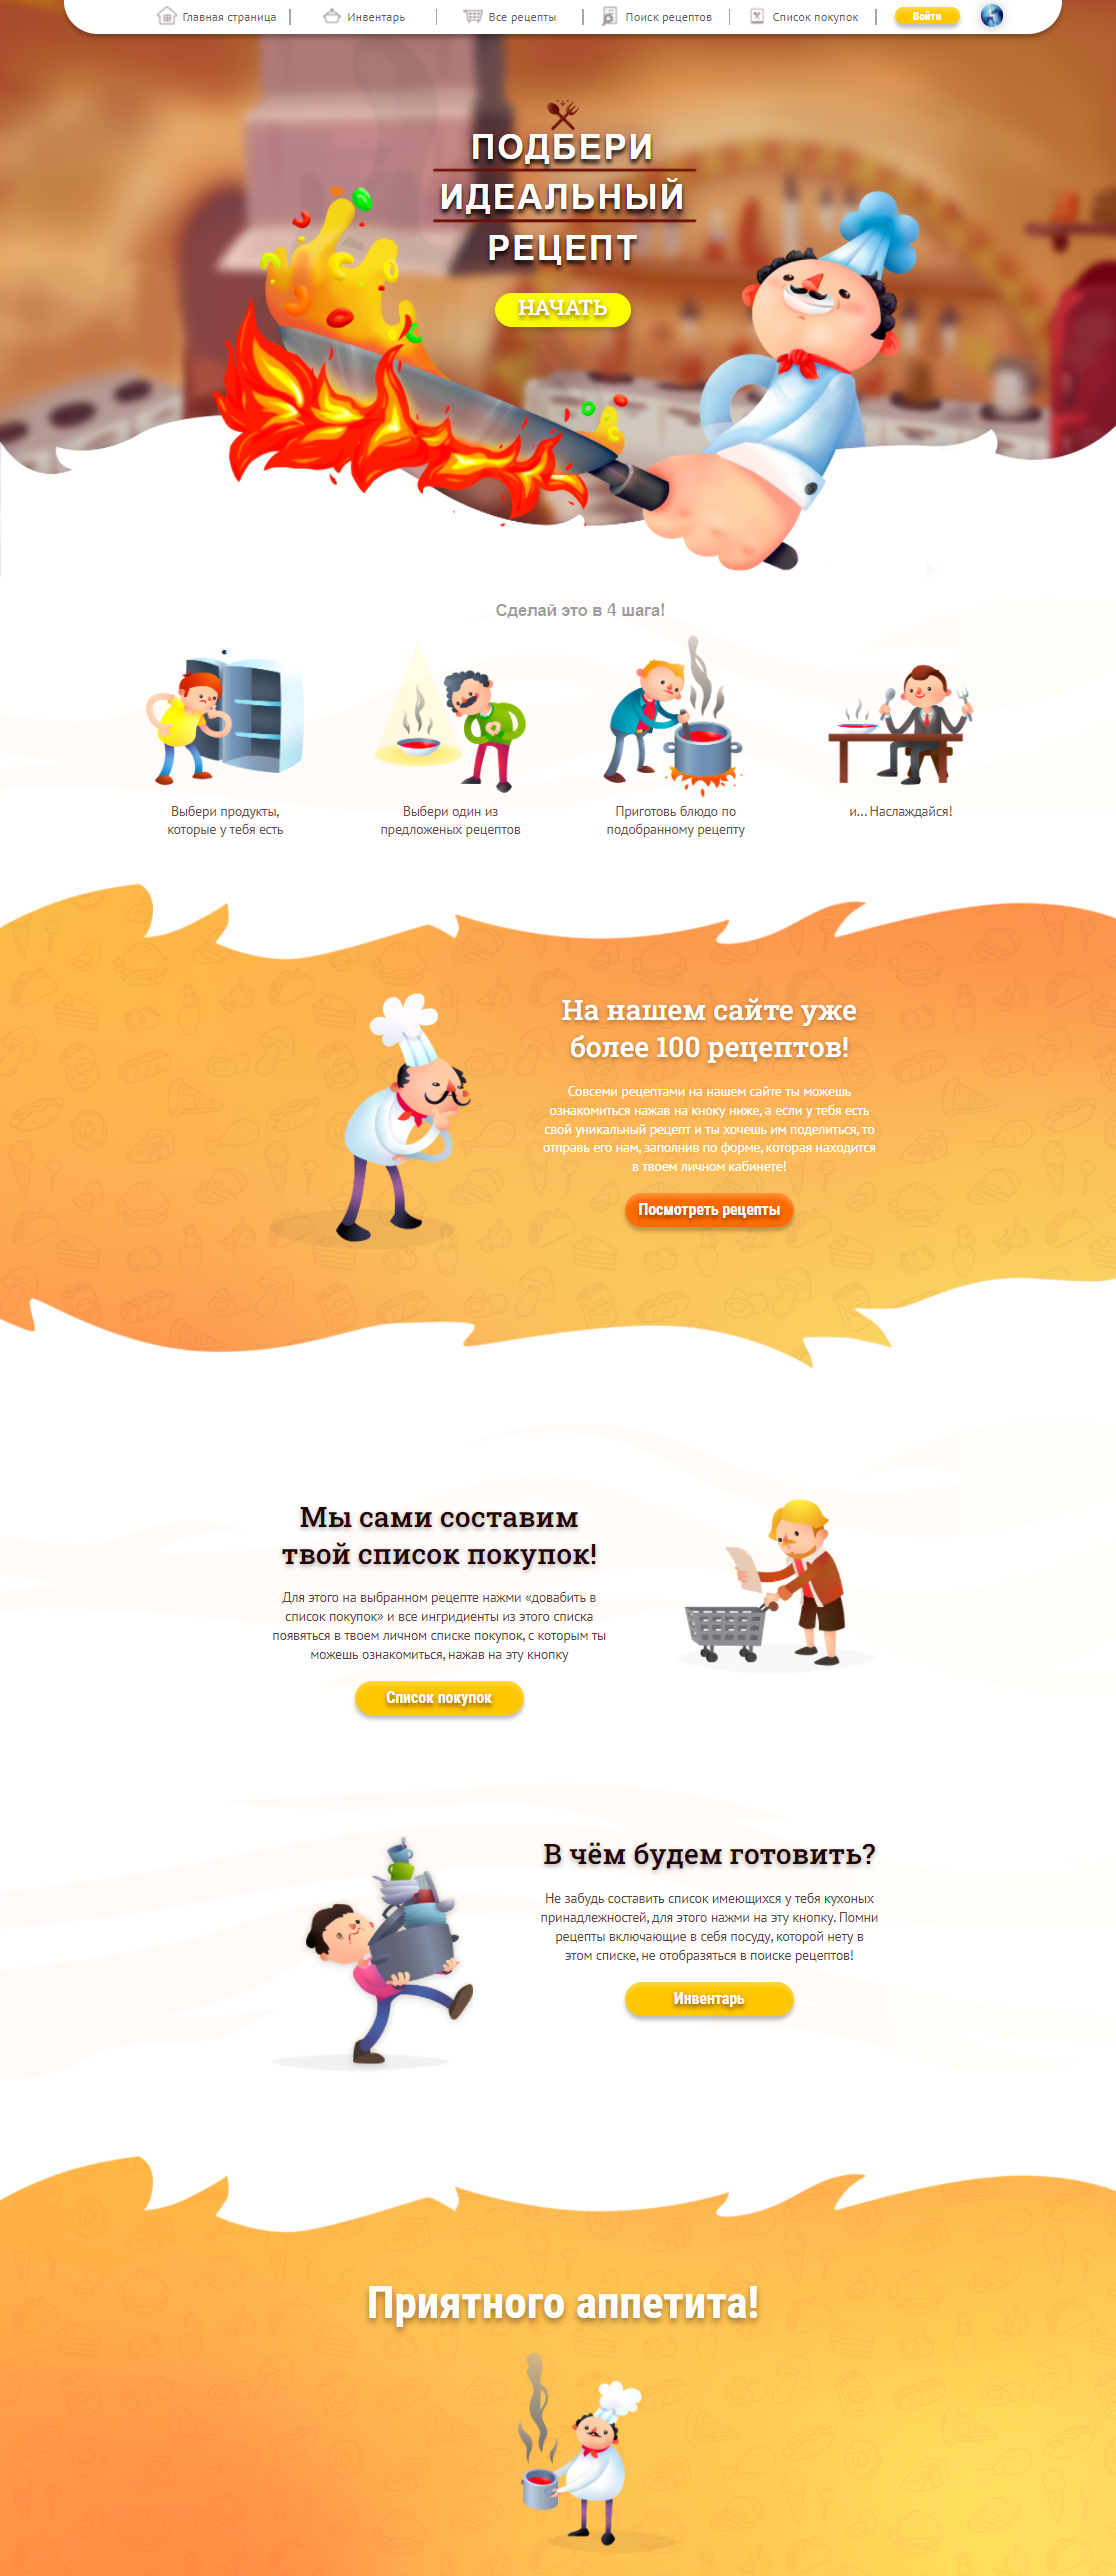 Главная страница
Инвентарь
Все рецепты
Поиск рецептов
Список покупок
Войти
ПОДБЕРИ
ИДЕАЛЬНЫЙ
РЕЦЕПТ
НАЧАТЬ
Сделай это в 4 шага!
Выбери продукты,
которые у тебя есть
Выбери один из
предложеных рецептов
Приготовь блюдо по
подобранному рецепту
и... Наслаждайся!
На нашем сайте уже
более 100 рецептов!
Совсеми рецептами на нашем сайте ты можешь
ознакомиться нажав на кноку ниже, а если у тебя есть
свой уникальный рецепт и ты хочешь им поделиться, то
отправь его нам, заполнив по форме, которая находится
в твоем личном кабинете!
Посмотреть рецепты
Мы сами составим
твой список покупок!
Для этого на выбранном рецепте нажми «довабить в
список покупок» и все ингридиенты из этого списка
появяться в твоем личном списке покупок, с которым ты
можешь ознакомиться, нажав на эту кнопку
Список покупок
В чём будем готовить?
Не забудь составить список имеющихся у тебя кухоных
принадлежностей, для этого нажми на эту кнопку. Помни
рецепты включающие в себя посуду, которой нету в
этом списке, не отобразяться в поиске рецептов!
Инвентарь
Приятного аппетита!